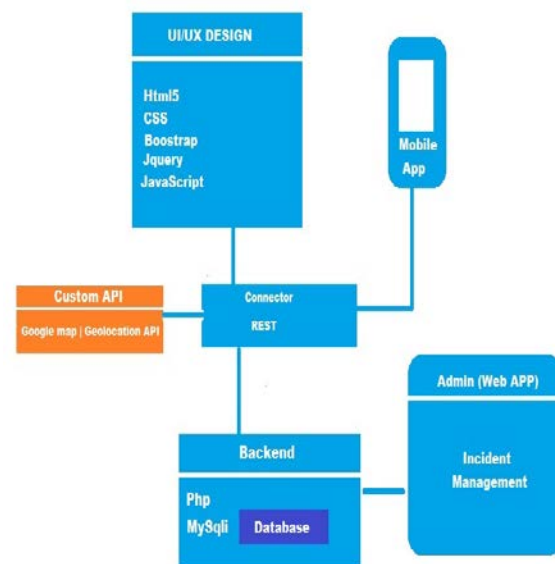 UI/UX DESIGN
Html5
CSS
Boostrap
Jquery
JavaScript
Mobile
App
Custom API
Google map | Geolocation API
Connector
REST
Admin (Web APP)
Incident
Management
Backend
Php
MySqli
Database